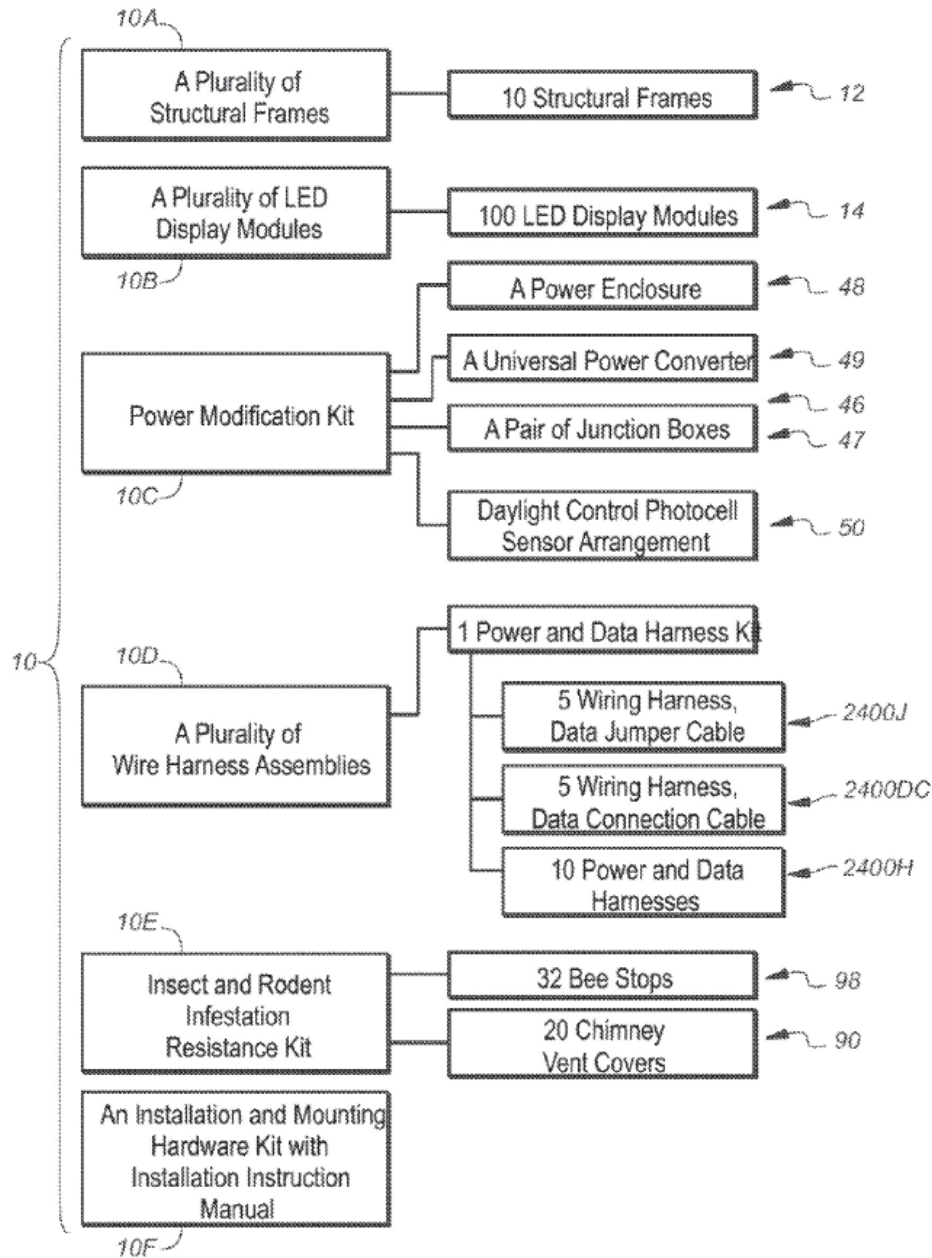 10A
A Plurality of
Structural Frames
10 Structural Frames
12
A Plurality of LED
Display Modules
10B
100 LED Display Modules
14
A Power Enclosure
48
A Universal Power Converter
49
Power Modification Kit
10C
46
A Pair of Junction Boxes
47
Daylight Control Photocell
Sensor Arrangement
50
10
10D
A Plurality of
Wire Harness Assemblies
1 Power and Data Harness Kit
5 Wiring Harness,
Data Jumper Cable
2400J
5 Wiring Harness,
Data Connection Cable
2400DC
10 Power and Data
Harnesses
2400H
10E
Insect and Rodent
Infestation
Resistance Kit
32 Bee Stops
98
20 Chimney
Vent Covers
90
An Installation and Mounting
Hardware Kit with
Installation Instruction
Manual
10F